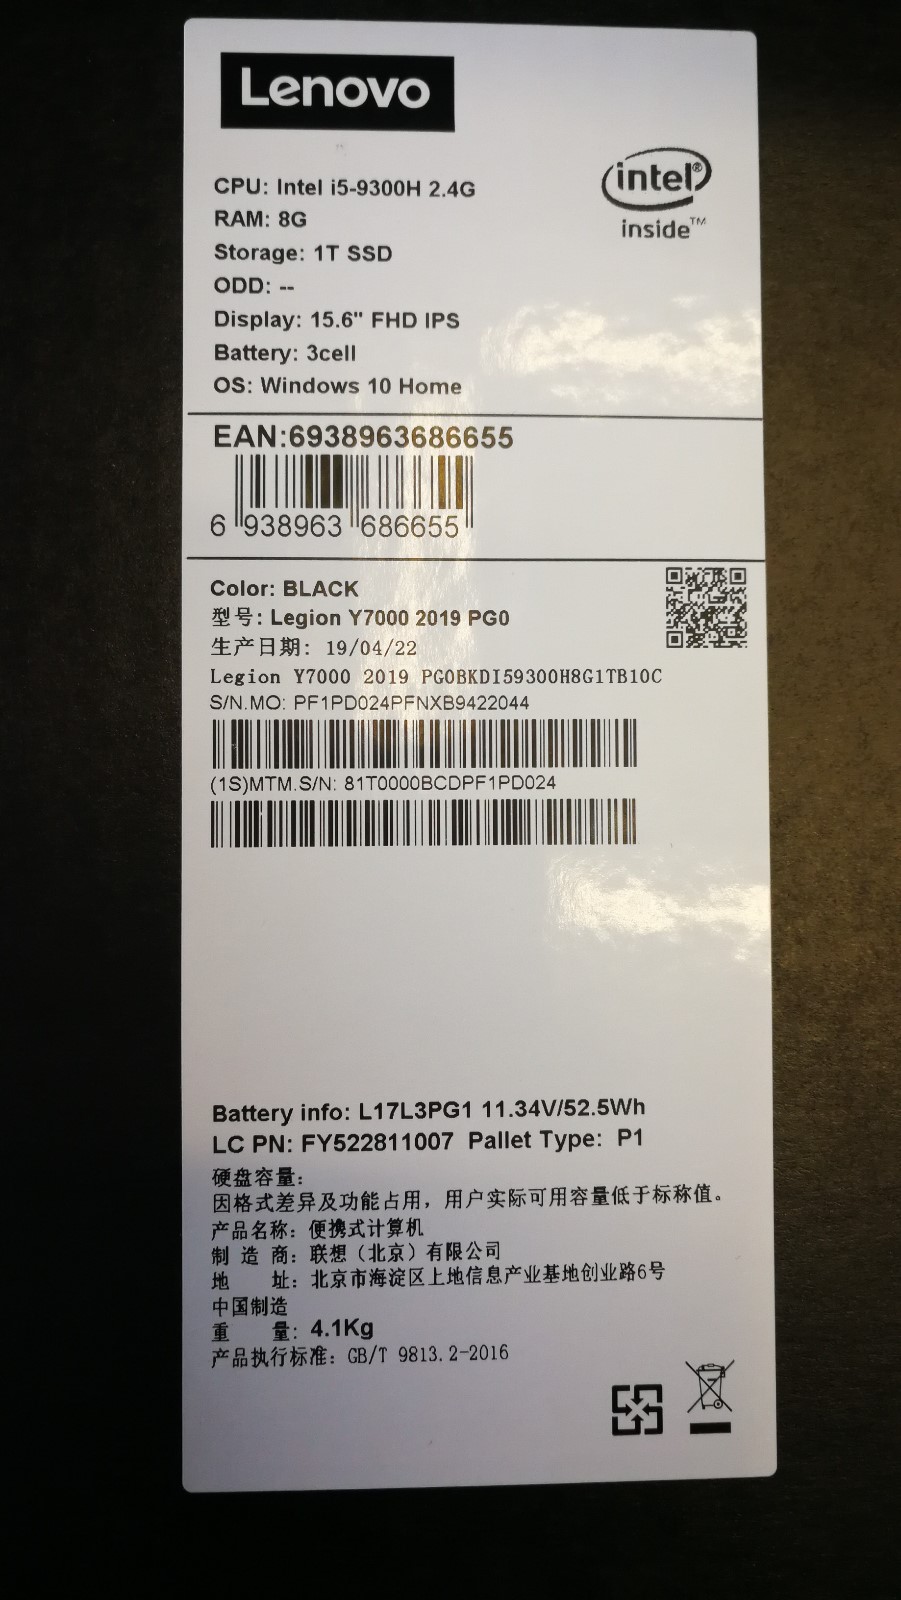 Lenovo
CPU: Intel i5-9300H 2.4G
RAM: 8G
Storage: 1T SSD
ODD: --
Display: 15.6" FHD IPS
Battery: 3cell
OS: Windows 10 Home
intel®
inside™
EAN:6938963686655
6 938963 686655
Color: BLACK
型号: Legion Y7000 2019 PG0
生产日期: 19/04/22
Legion Y7000 2019 PG0BKDI59300H8G1TB10C
S/N.MO: PF1PD024PFNXB9422044
(1S)MTM.S/N: 81T0000BCDPF1PD024
Battery info: L17L3PG1 11.34V/52.5Wh
LC PN: FY522811007 Pallet Type: P1
硬盘容量:
因格式差异及功能占用，用户实际可用容量低于标称值。
产品名称: 便携式计算机
制 造 商: 联想（北京）有限公司
地 址: 北京市海淀区上地信息产业基地创业路6号
中国制造
重 量: 4.1Kg
产品执行标准: GB/T 9813.2-2016